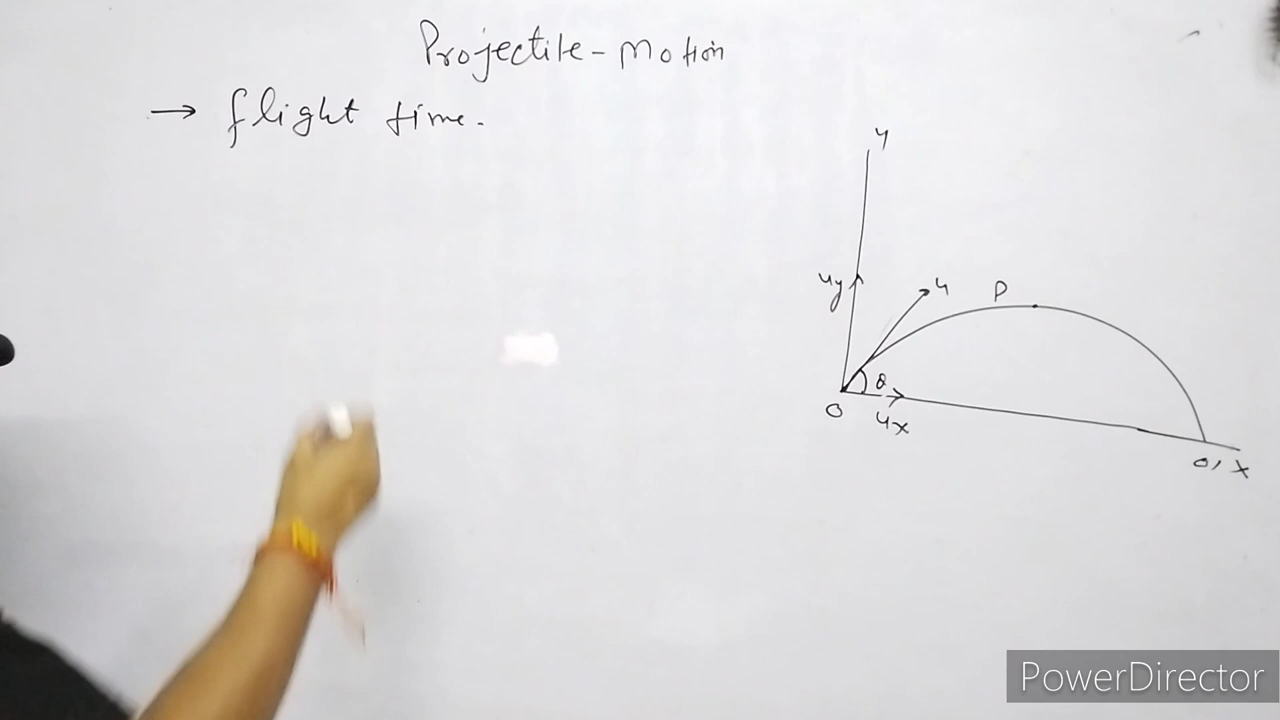 Projectile-motion
→ flight time.
y
uy
u
P
θ
O
ux
O, x
PowerDirector